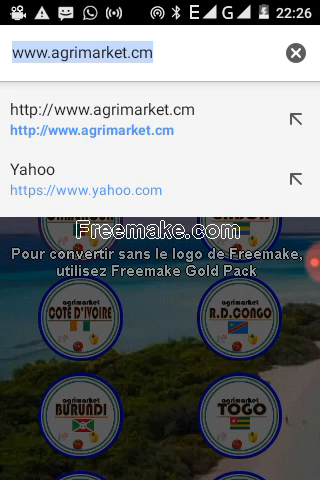 E G 22:26
www.agrimarket.cm
http://www.agrimarket.cm
http://www.agrimarket.cm
Yahoo
https://www.yahoo.com
Freemake.com
Pour convertir sans le logo de Freemake,
utilisez Freemake Gold Pack
agrimarket
COTE D'IVOIRE
agrimarket
R.D.CONGO
agrimarket
BURUNDI
agrimarket
TOGO